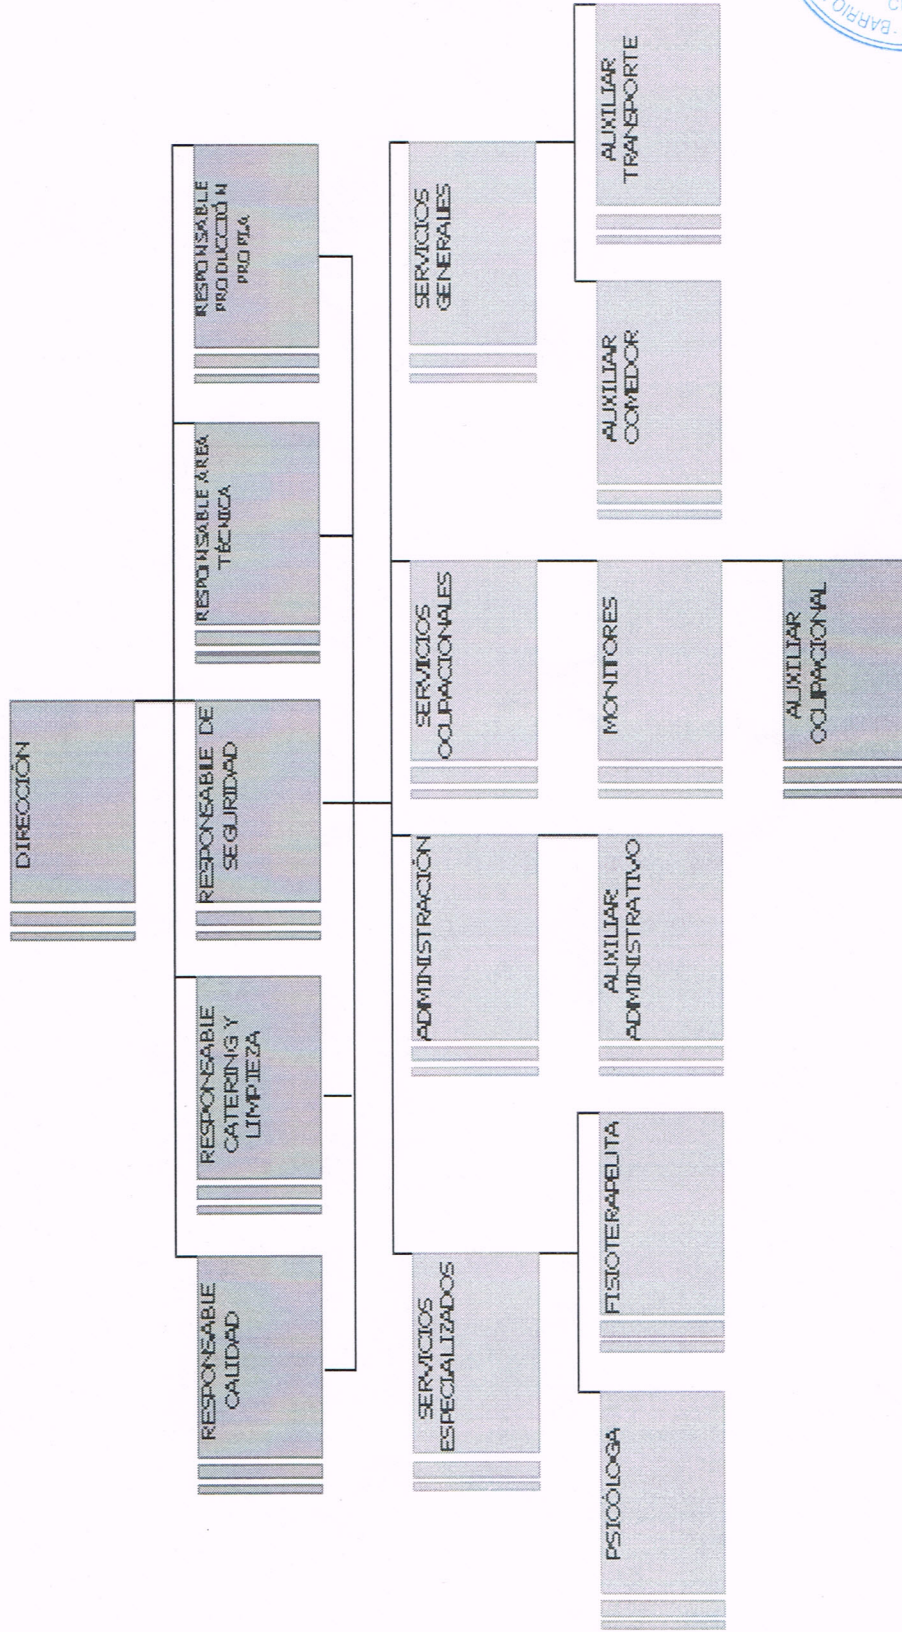 DIRECCIÓN
RESPONSABLE
CALIDAD
RESPONSABLE
CATERING Y
LIMPIEZA
RESPONSABLE DE
SEGURIDAD
RESPONSABLE ÁREA
TÉCNICA
RESPONSABLE
PRODUCCIÓN
PROPIA
SERVICIOS
ESPECIALIZADOS
ADMINISTRACIÓN
SERVICIOS
OCUPACIONALES
SERVICIOS
GENERALES
PSICÓLOGA
FISIOTERAPEUTA
AUXILIAR
ADMINISTRATIVO
MONITORES
AUXILIAR
COMEDOR
AUXILIAR
TRANSPORTE
AUXILIAR
OCUPACIONAL
BARRIO